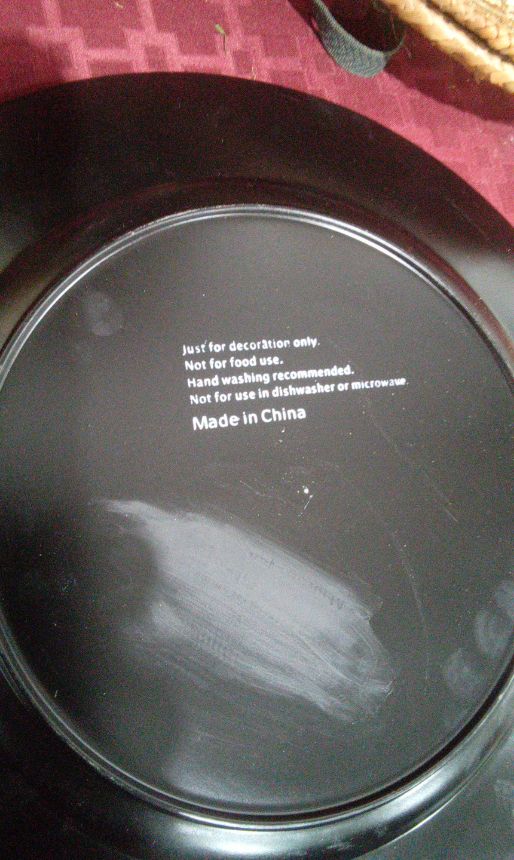 Just for decoration only.
Not for food use.
Hand washing recommended.
Not for use in dishwasher or microwave.
Made in China